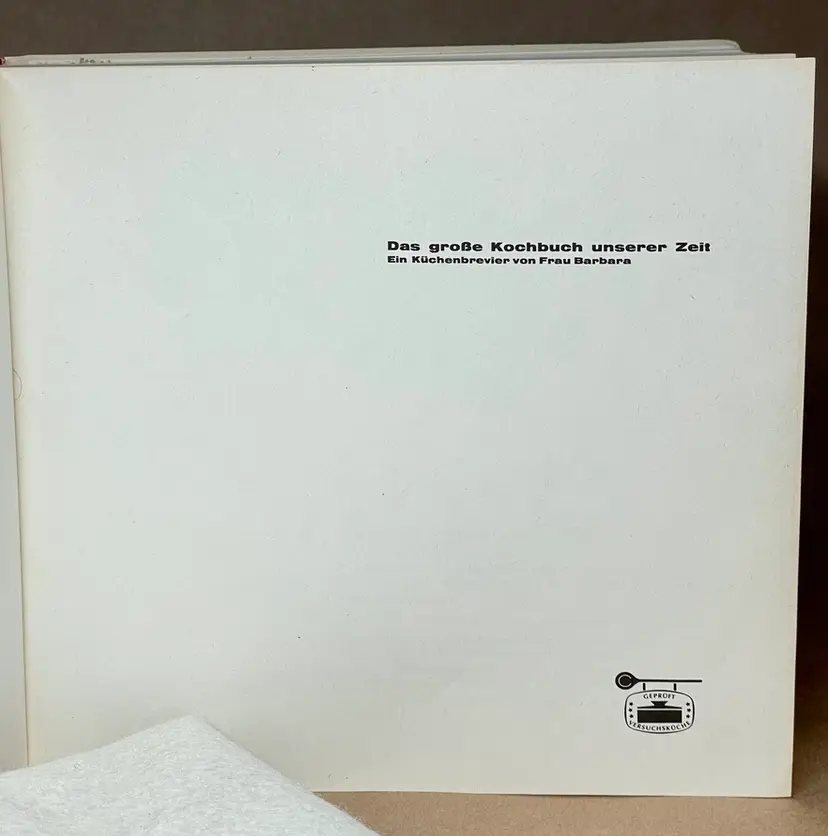 Das große Kochbuch unserer Zeit
Ein Küchenbrevier von Frau Barbara
GEPRÜFT
VERSUCHSKÜCHE